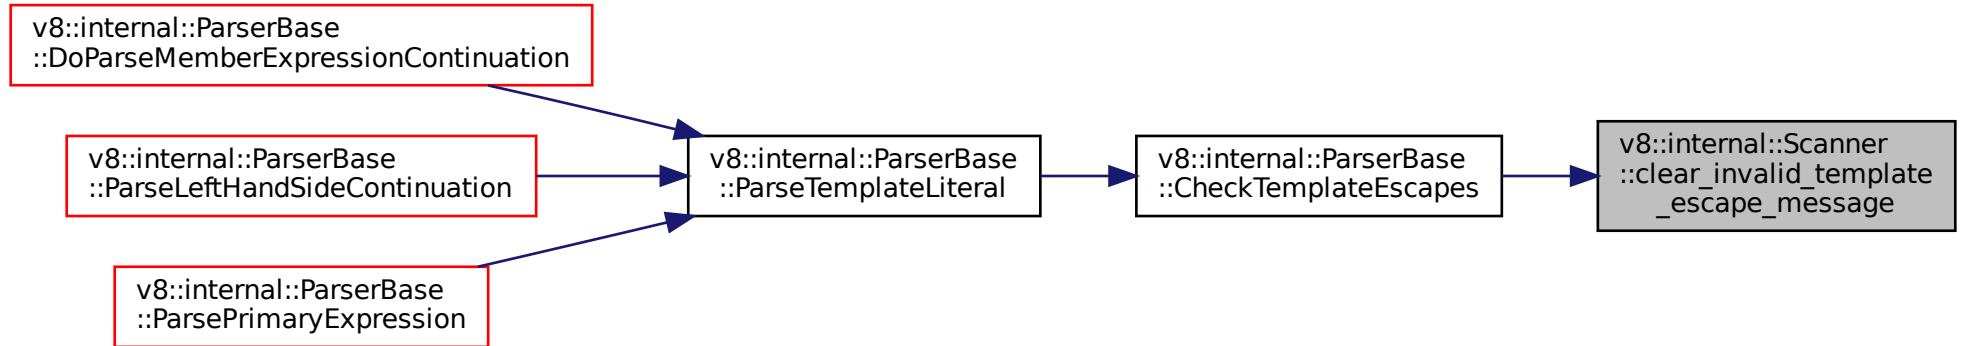 v8::internal::ParserBase
::DoParseMemberExpressionContinuation
v8::internal::ParserBase
::ParseLeftHandSideContinuation
v8::internal::ParserBase
::ParsePrimaryExpression
v8::internal::ParserBase
::ParseTemplateLiteral
v8::internal::ParserBase
::CheckTemplateEscapes
v8::internal::Scanner
::clear_invalid_template
_escape_message